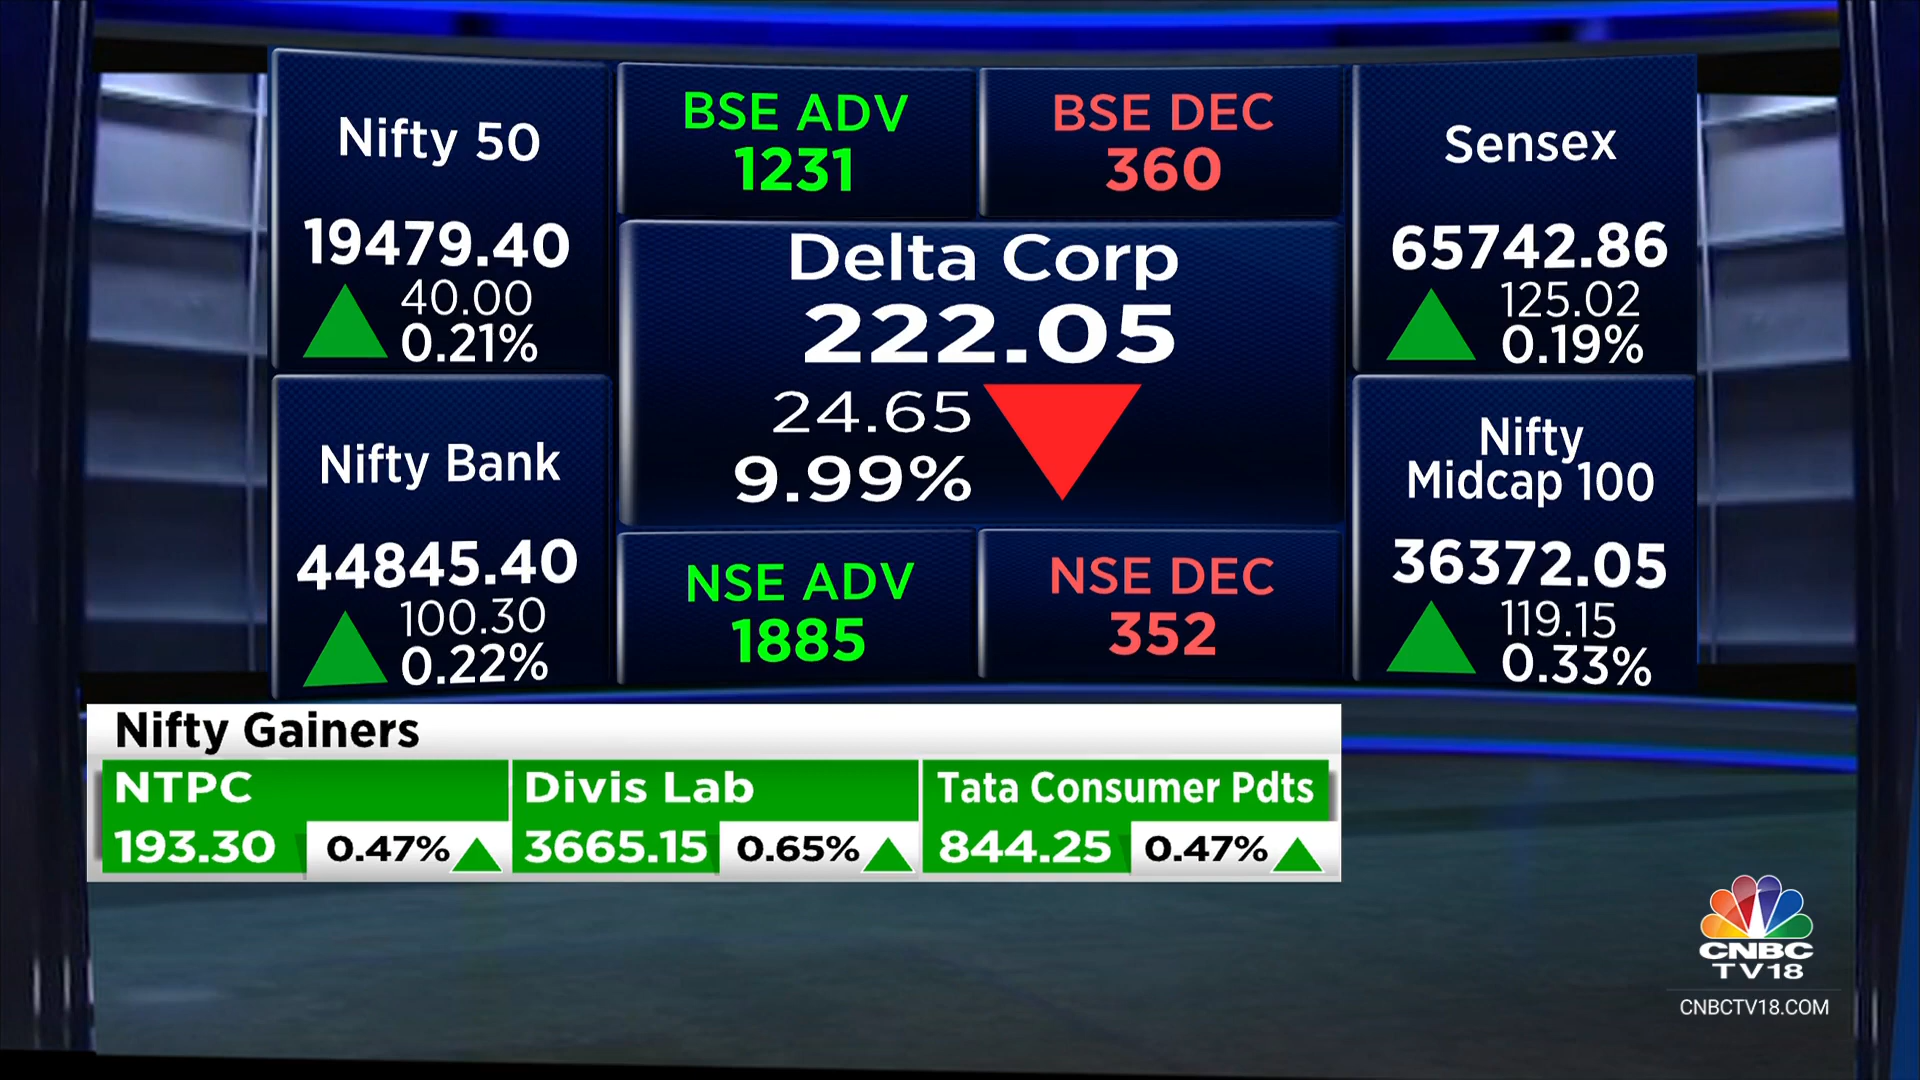 Nifty 50
19479.40
40.00
0.21%
BSE ADV
1231
BSE DEC
360
Sensex
65742.86
125.02
0.19%
Delta Corp
222.05
24.65
9.99%
Nifty Bank
44845.40
100.30
0.22%
NSE ADV
1885
NSE DEC
352
Nifty
Midcap 100
36372.05
119.15
0.33%
Nifty Gainers
NTPC
193.30 0.47%
Divis Lab
3665.15 0.65%
Tata Consumer Pdts
844.25 0.47%
CNBC
TV18
CNBCTV18.COM